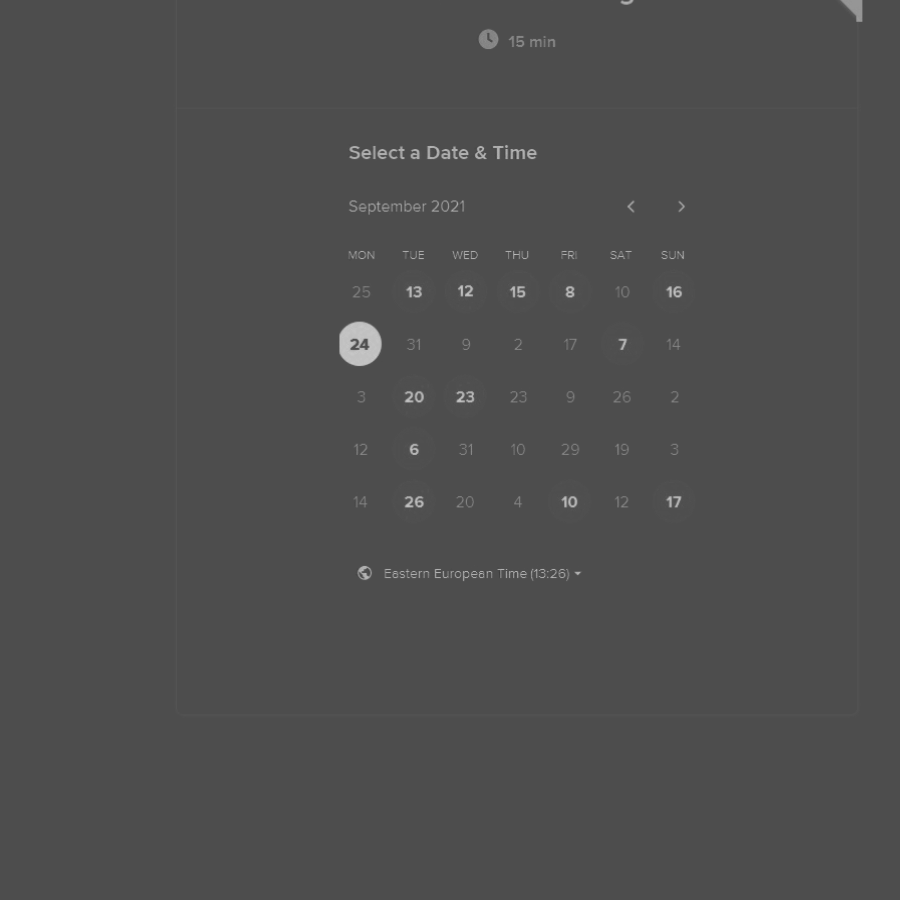 15 min
Select a Date & Time
September 2021
MON TUE WED THU FRI SAT SUN
25 13 12 15 8 10 16
24 31 9 2 17 7 14
3 20 23 23 9 26 2
12 6 31 10 29 19 3
14 26 20 4 10 12 17
Eastern European Time (13:26)